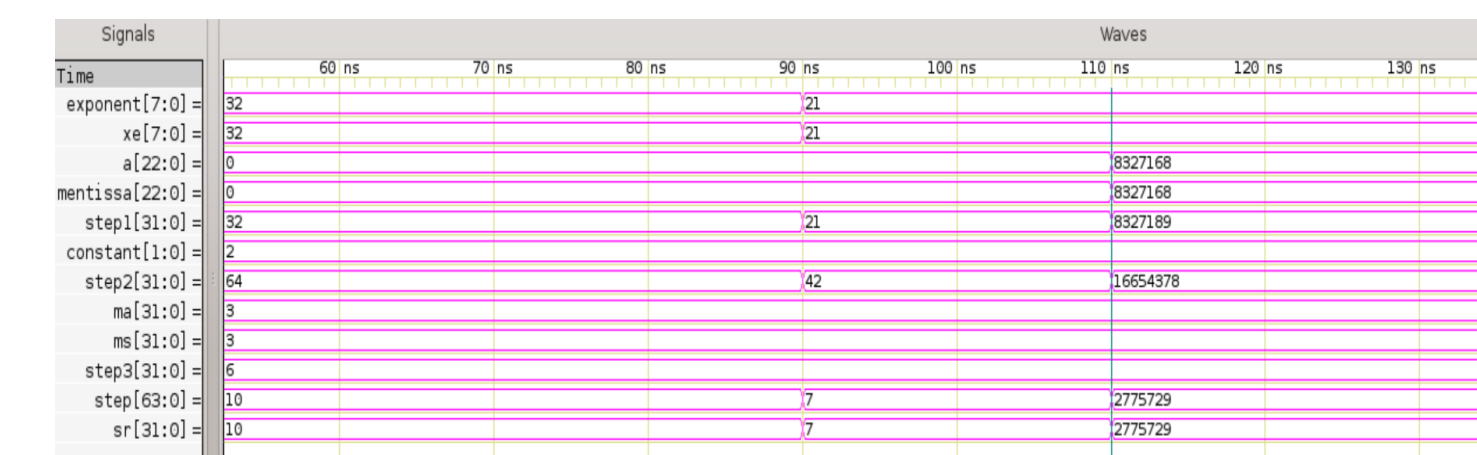 Signals Waves
Time 60 ns 70 ns 80 ns 90 ns 100 ns 110 ns 120 ns 130 ns
exponent[7:0] = 32 21
xe[7:0] = 32 21
a[22:0] = 0 8327168
mentissa[22:0] = 0 8327168
step1[31:0] = 32 21 8327189
constant[1:0] = 2
step2[31:0] = 64 42 16654378
ma[31:0] = 3
ms[31:0] = 3
step3[31:0] = 6
step[63:0] = 10 7 2775729
sr[31:0] = 10 7 2775729